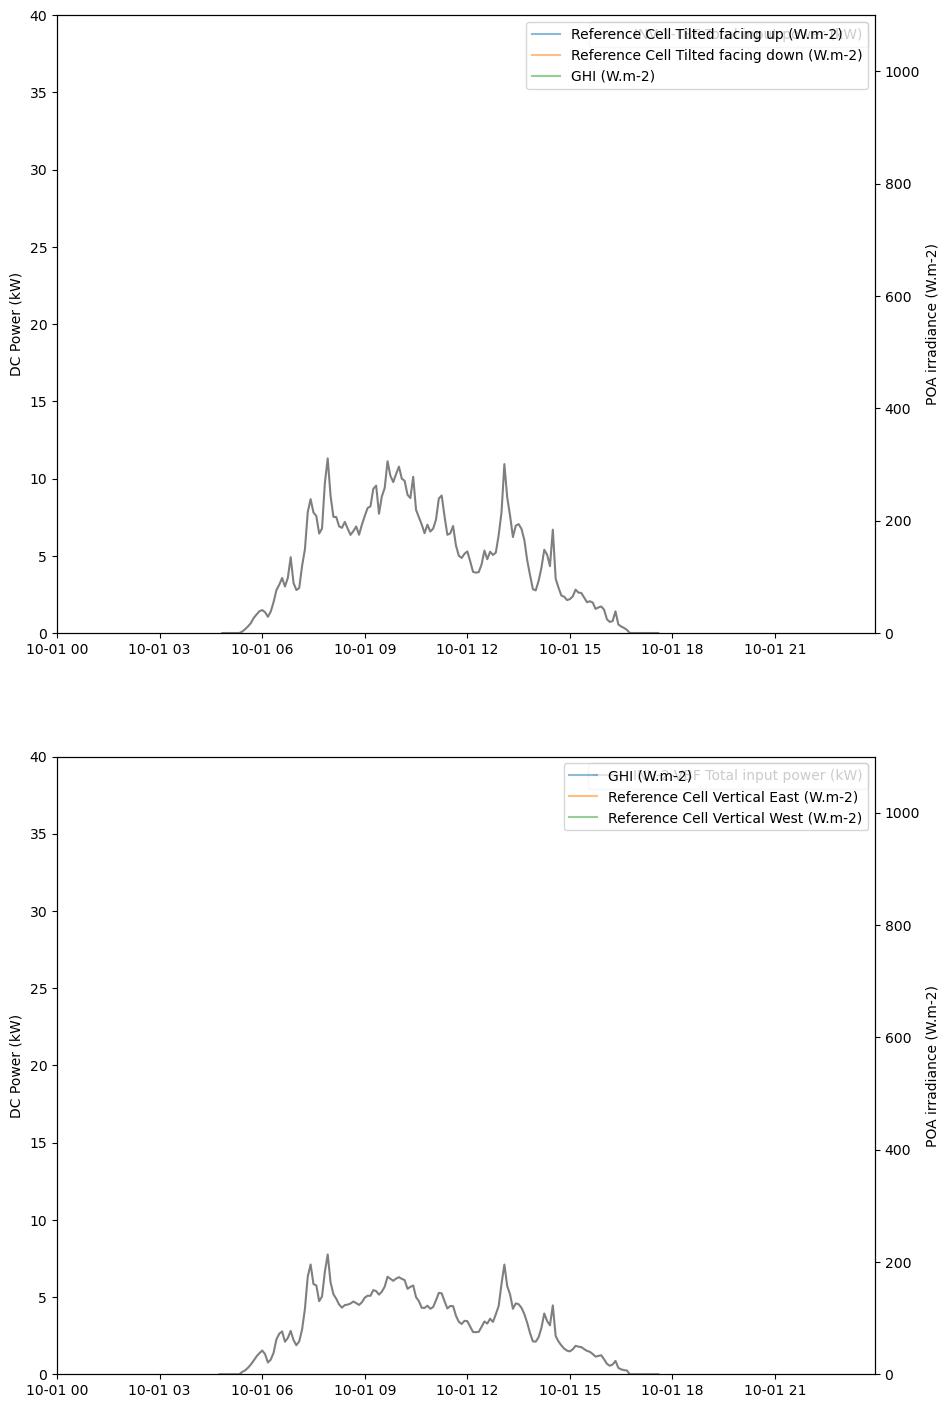 40
35
30
25
20
15
10
5
0
DC Power (kW)
Reference Cell Tilted facing up (W.m-2)
Reference Cell Tilted facing down (W.m-2)
GHI (W.m-2)
1000
800
600
400
200
0
POA irradiance (W.m-2)
10-01 00 10-01 03 10-01 06 10-01 09 10-01 12 10-01 15 10-01 18 10-01 21
40
35
30
25
20
15
10
5
0
DC Power (kW)
GHI (W.m-2)
Total input power (kW)
Reference Cell Vertical East (W.m-2)
Reference Cell Vertical West (W.m-2)
1000
800
600
400
200
0
POA irradiance (W.m-2)
10-01 00 10-01 03 10-01 06 10-01 09 10-01 12 10-01 15 10-01 18 10-01 21